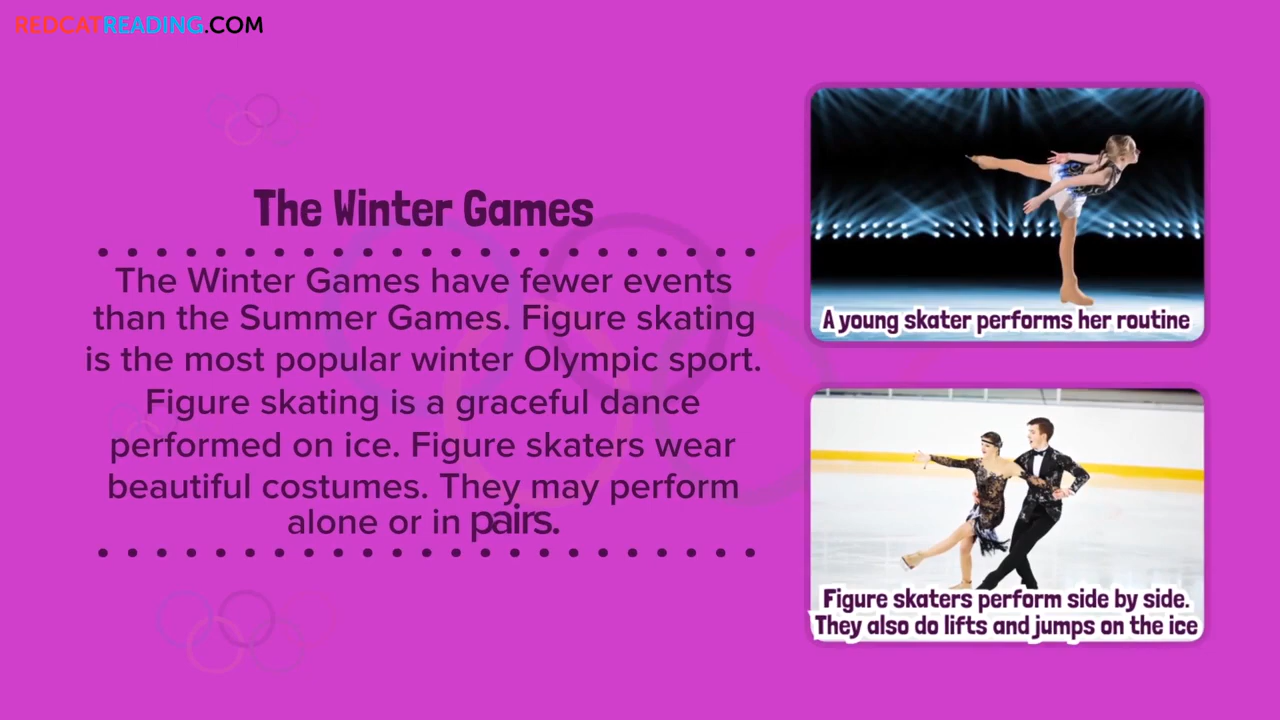 REDCATREADING.COM
The Winter Games
The Winter Games have fewer events
than the Summer Games. Figure skating
is the most popular winter Olympic sport.
Figure skating is a graceful dance
performed on ice. Figure skaters wear
beautiful costumes. They may perform
alone or in pairs.
A young skater performs her routine
Figure skaters perform side by side.
They also do lifts and jumps on the ice